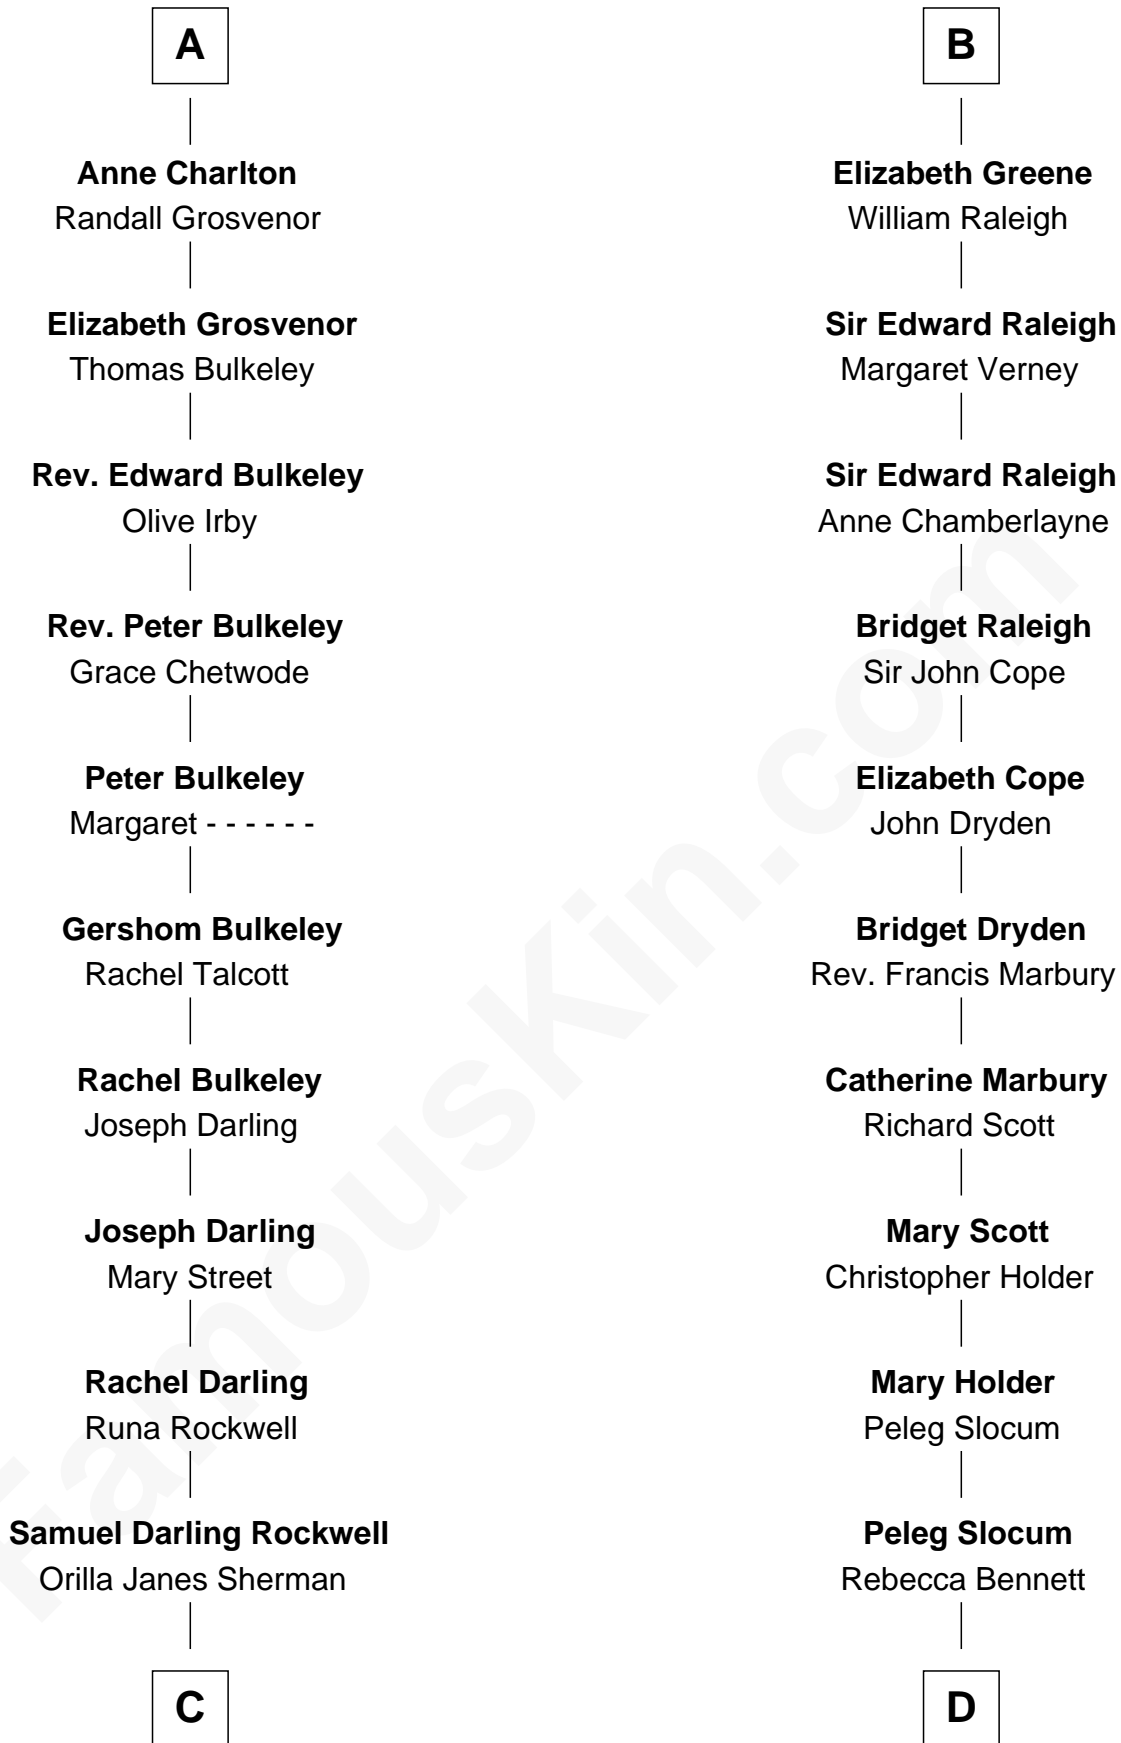 A
Anne Charlton
Randall Grosvenor
Elizabeth Grosvenor
Thomas Bulkeley
Rev. Edward Bulkeley
Olive Irby
Rev. Peter Bulkeley
Grace Chetwode
Peter Bulkeley
Margaret - - - - - -
Gershom Bulkeley
Rachel Talcott
Rachel Bulkeley
Joseph Darling
Joseph Darling
Mary Street
Rachel Darling
Runa Rockwell
Samuel Darling Rockwell
Orilla Janes Sherman
C
B
Elizabeth Greene
William Raleigh
Sir Edward Raleigh
Margaret Verney
Sir Edward Raleigh
Anne Chamberlayne
Bridget Raleigh
Sir John Cope
Elizabeth Cope
John Dryden
Bridget Dryden
Rev. Francis Marbury
Catherine Marbury
Richard Scott
Mary Scott
Christopher Holder
Mary Holder
Peleg Slocum
Peleg Slocum
Rebecca Bennett
D
FamousKin.com